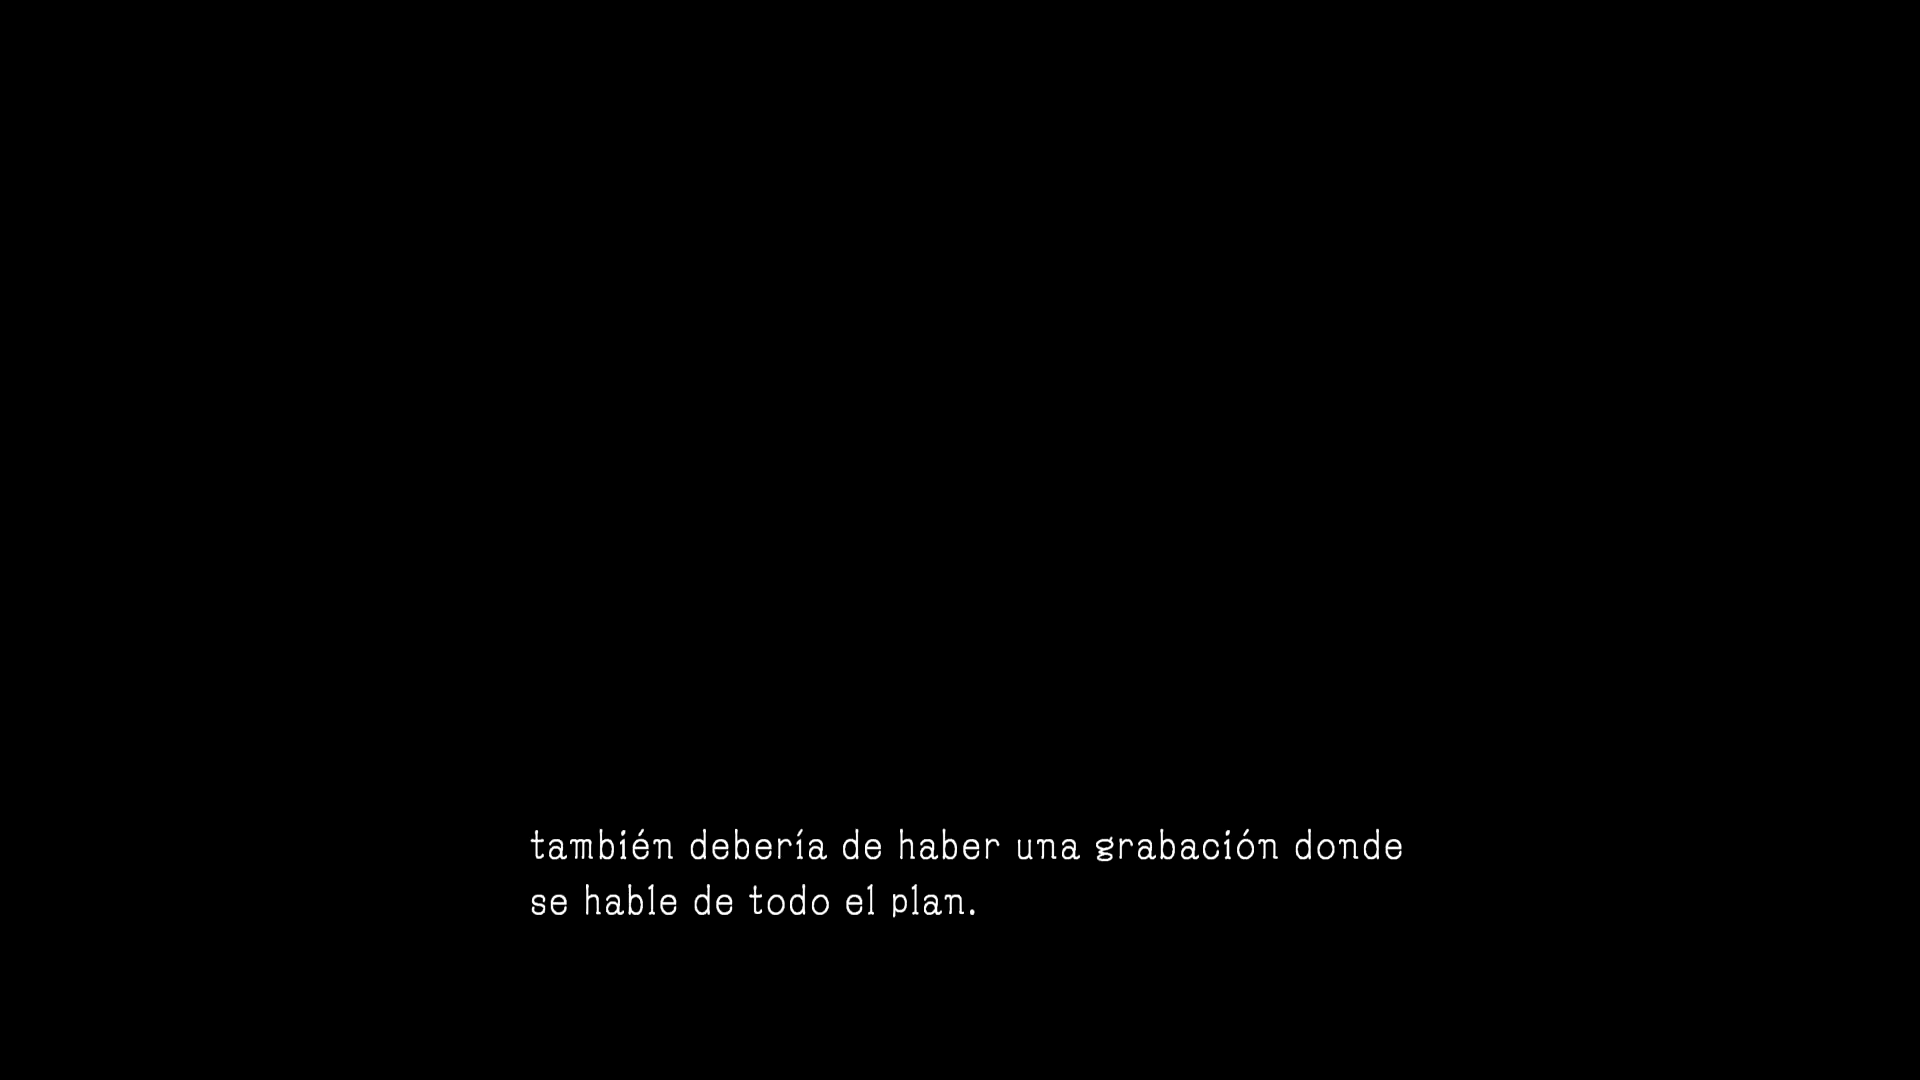 también debería de haber una grabación donde
se hable de todo el plan.